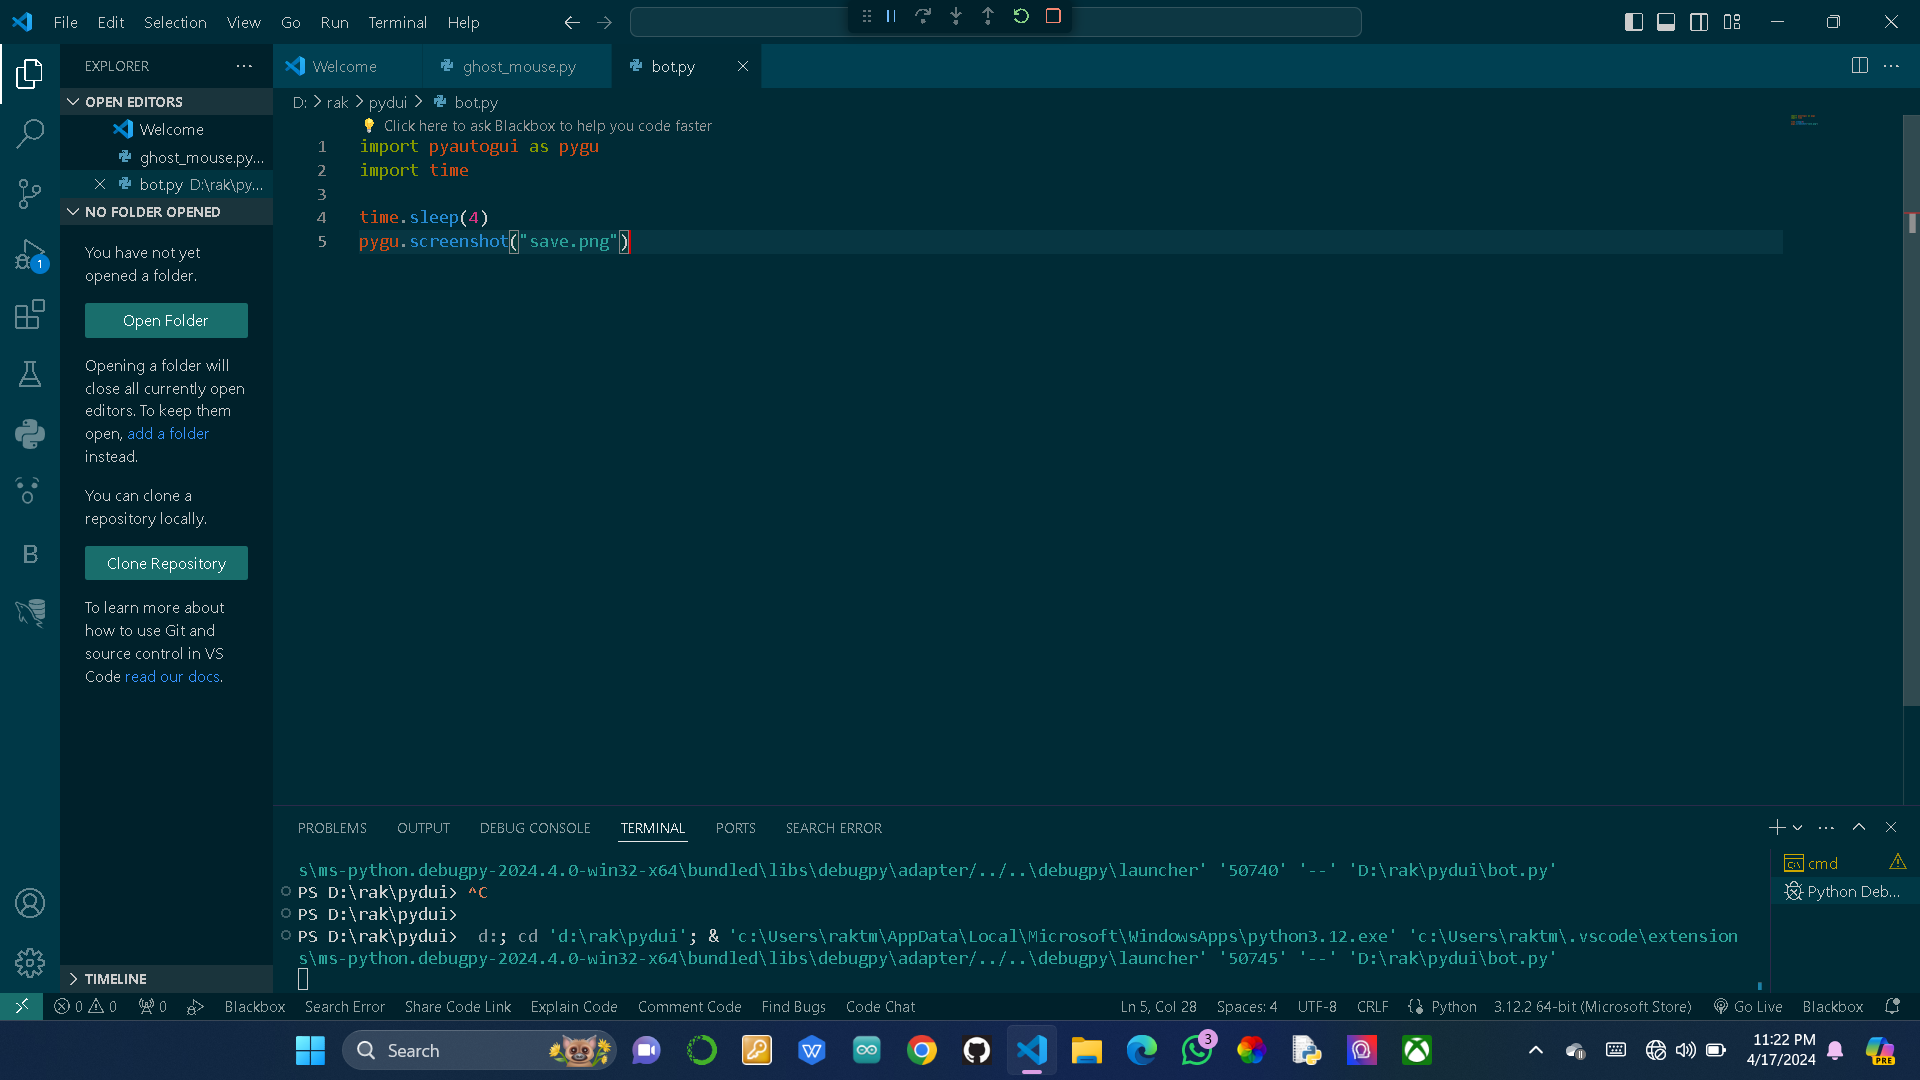 File Edit Selection View Go Run Terminal Help
EXPLORER
Welcome
ghost_mouse.py
bot.py
OPEN EDITORS
Welcome
ghost_mouse.py...
bot.py D:\rak\py...
NO FOLDER OPENED
You have not yet
opened a folder.
Open Folder
Opening a folder will
close all currently open
editors. To keep them
open, add a folder
instead.
You can clone a
repository locally.
Clone Repository
To learn more about
how to use Git and
source control in VS
Code read our docs.
TIMELINE
1
B
D: > rak > pydui > bot.py
Click here to ask Blackbox to help you code faster
1 import pyautogui as pygu
2 import time
3
4 time.sleep(4)
5 pygu.screenshot("save.png")
PROBLEMS OUTPUT DEBUG CONSOLE TERMINAL PORTS SEARCH ERROR
s\ms-python.debugpy-2024.4.0-win32-x64\bundled\libs\debugpy\adapter/../..\debugpy\launcher' '50740' '--' 'D:\rak\pydui\bot.py'
PS D:\rak\pydui> ^C
PS D:\rak\pydui>
PS D:\rak\pydui>  d:; cd 'd:\rak\pydui'; & 'c:\Users\raktm\AppData\Local\Microsoft\WindowsApps\python3.12.exe' 'c:\Users\raktm\.vscode\extension
s\ms-python.debugpy-2024.4.0-win32-x64\bundled\libs\debugpy\adapter/../..\debugpy\launcher' '50745' '--' 'D:\rak\pydui\bot.py'
cmd
Python Deb...
0 0 0 Blackbox Search Error Share Code Link Explain Code Comment Code Find Bugs Code Chat
Ln 5, Col 28 Spaces: 4 UTF-8 CRLF Python 3.12.2 64-bit (Microsoft Store) Go Live Blackbox
Search
3
11:22 PM
4/17/2024
PRE